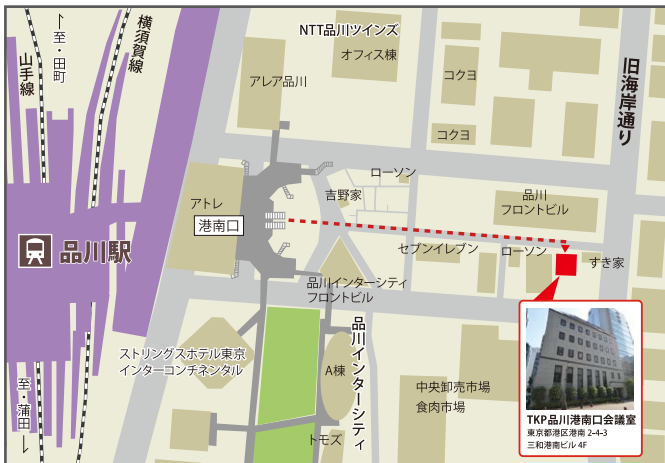 至・田町
山手線
横須賀線
NTT品川ツインズ
オフィス棟
アレア品川
コクヨ
コクヨ
旧海岸通り
ローソン
吉野家
アトレ
港南口
品川
フロントビル
品川駅
セブンイレブン
ローソン
すき家
品川インターシティ
フロントビル
ストリングスホテル東京
インターコンチネンタル
品川インターシティ
A棟
中央卸売市場
食肉市場
トモズ
至・蒲田
TKP品川港南口会議室
東京都港区港南 2-4-3
三和港南ビル 4F